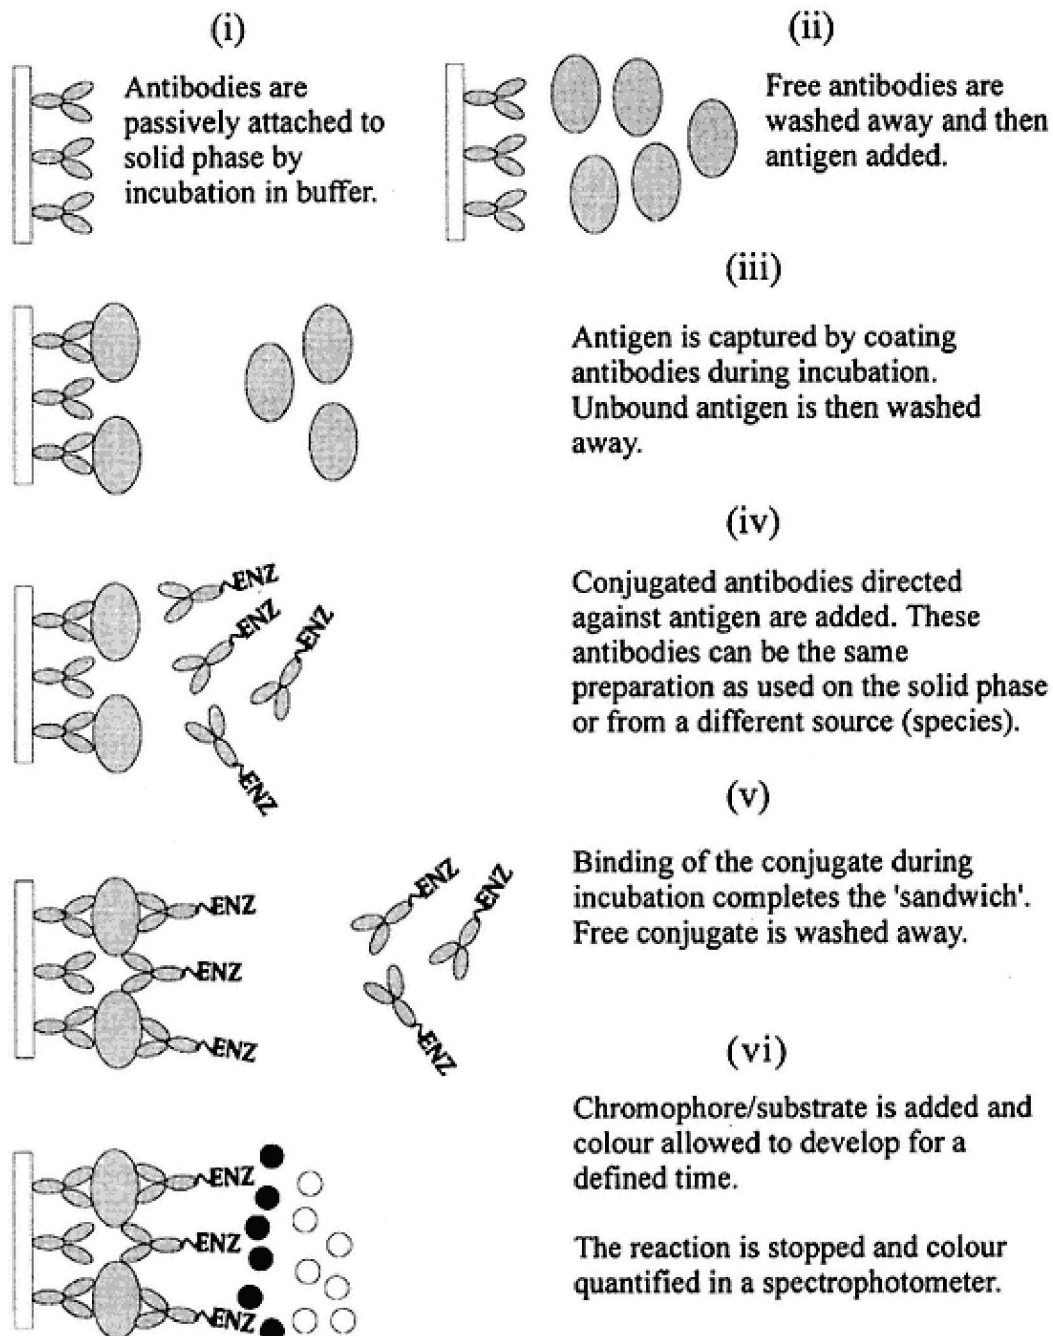 (i)
Antibodies are
passively attached to
solid phase by
incubation in buffer.
(ii)
Free antibodies are
washed away and then
antigen added.
(iii)
Antigen is captured by coating
antibodies during incubation.
Unbound antigen is then washed
away.
(iv)
ENZ
ENZ
ENZ
ENZ
Conjugated antibodies directed
against antigen are added. These
antibodies can be the same
preparation as used on the solid phase
or from a different source (species).
(v)
ENZ
ENZ
ENZ
ENZ
ENZ
ENZ
Binding of the conjugate during
incubation completes the 'sandwich'.
Free conjugate is washed away.
(vi)
ENZ
ENZ
ENZ
Chromophore/substrate is added and
colour allowed to develop for a
defined time.
The reaction is stopped and colour
quantified in a spectrophotometer.